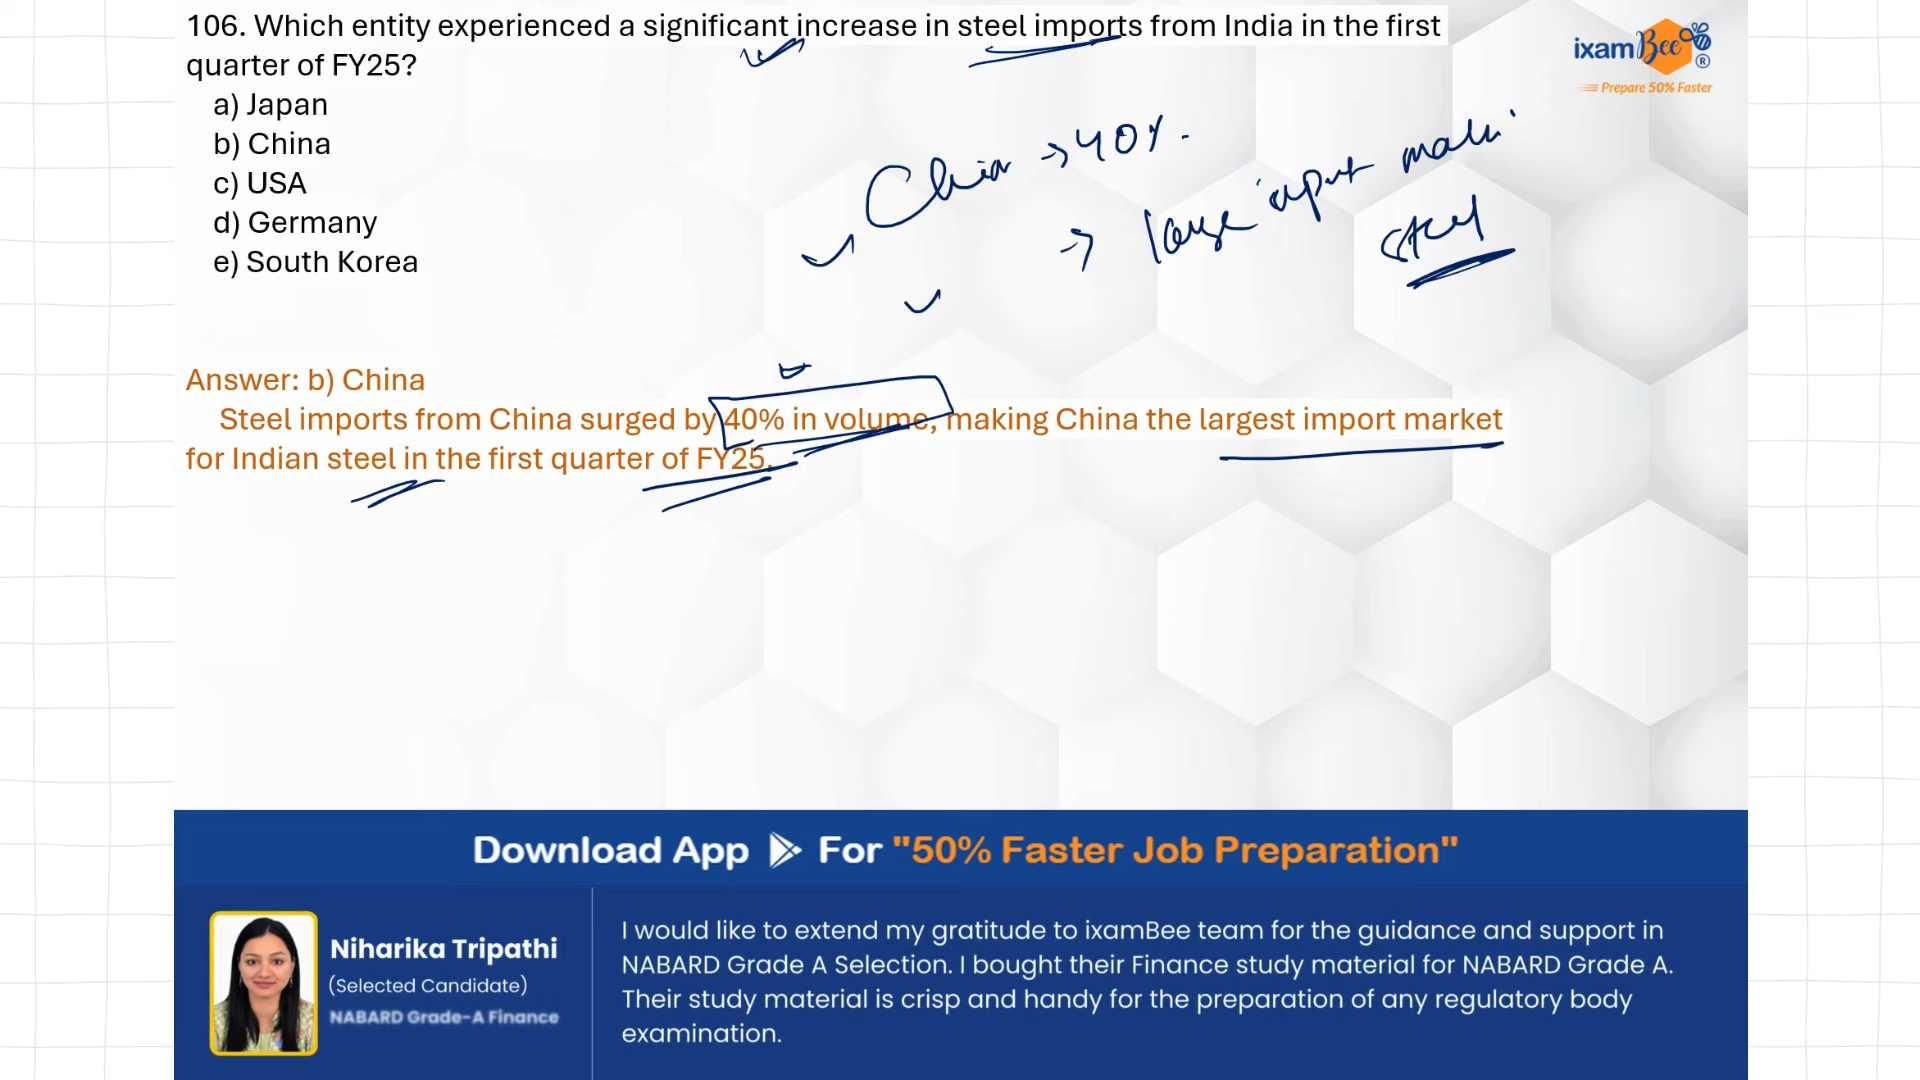 106. Which entity experienced a significant increase in steel imports from India in the first
quarter of FY25?
a) Japan
b) China
c) USA
d) Germany
e) South Korea
ixamBee
®
Prepare 50% Faster
China → 40%.
→ large
steel
Answer: b) China
Steel imports from China surged by 40% in volume, making China the largest import market
for Indian steel in the first quarter of FY25.
Download App For "50% Faster Job Preparation"
Niharika Tripathi
(Selected Candidate)
NABARD Grade-A Finance
I would like to extend my gratitude to ixamBee team for the guidance and support in
NABARD Grade A Selection. I bought their Finance study material for NABARD Grade A.
Their study material is crisp and handy for the preparation of any regulatory body
examination.